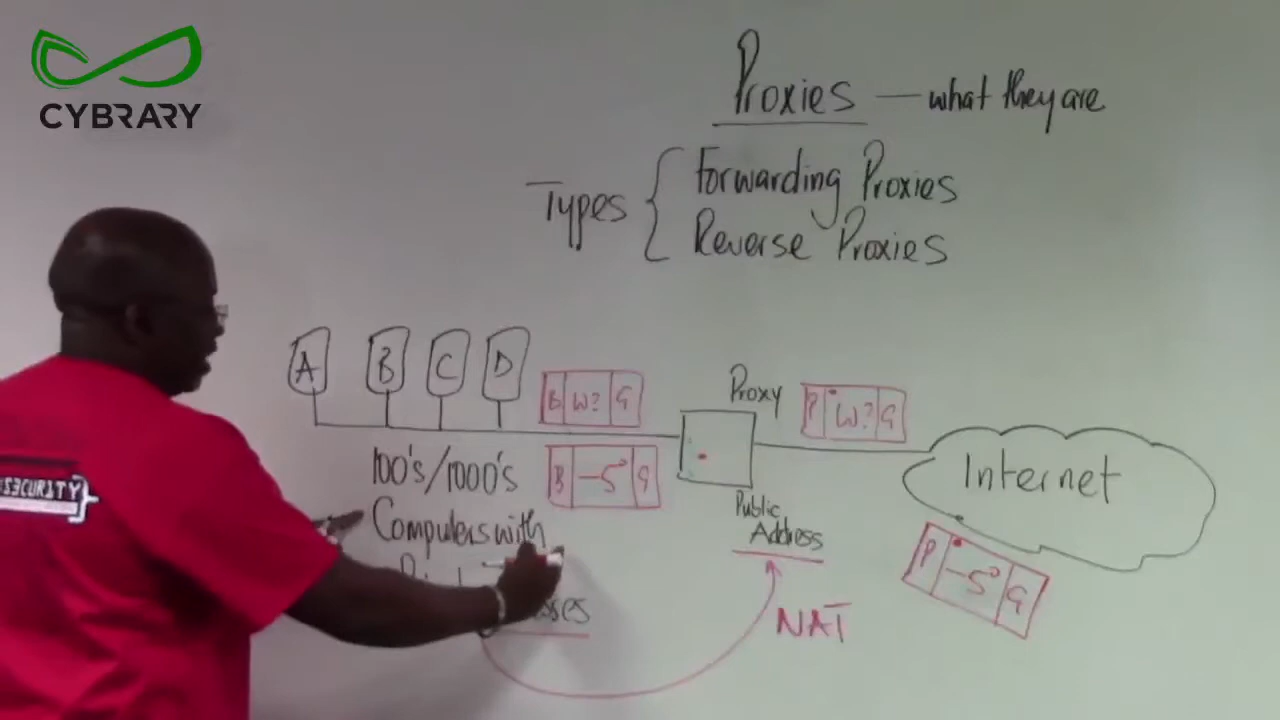 CYBRARY
Proxies — what they are
Types { Forwarding Proxies
Reverse Proxies
A B C D
B W? G
Proxy
P W? G
100's/1000's
B -5° G
Internet
Computers with
Public
Address
P -5° G
NAT
SECURITY